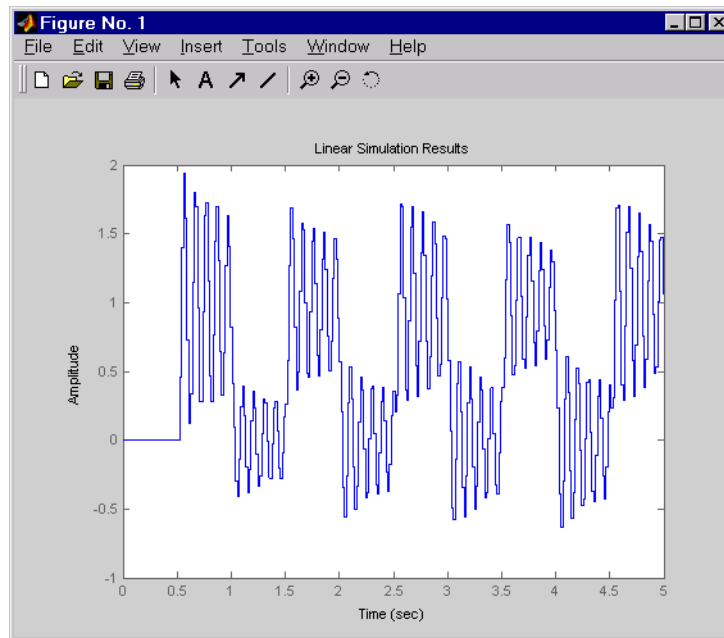 Figure No. 1
File Edit View Insert Tools Window Help
A
Linear Simulation Results
2
1.5
1
0.5
0
-0.5
-1
Amplitude
0 0.5 1 1.5 2 2.5 3 3.5 4 4.5 5
Time (sec)